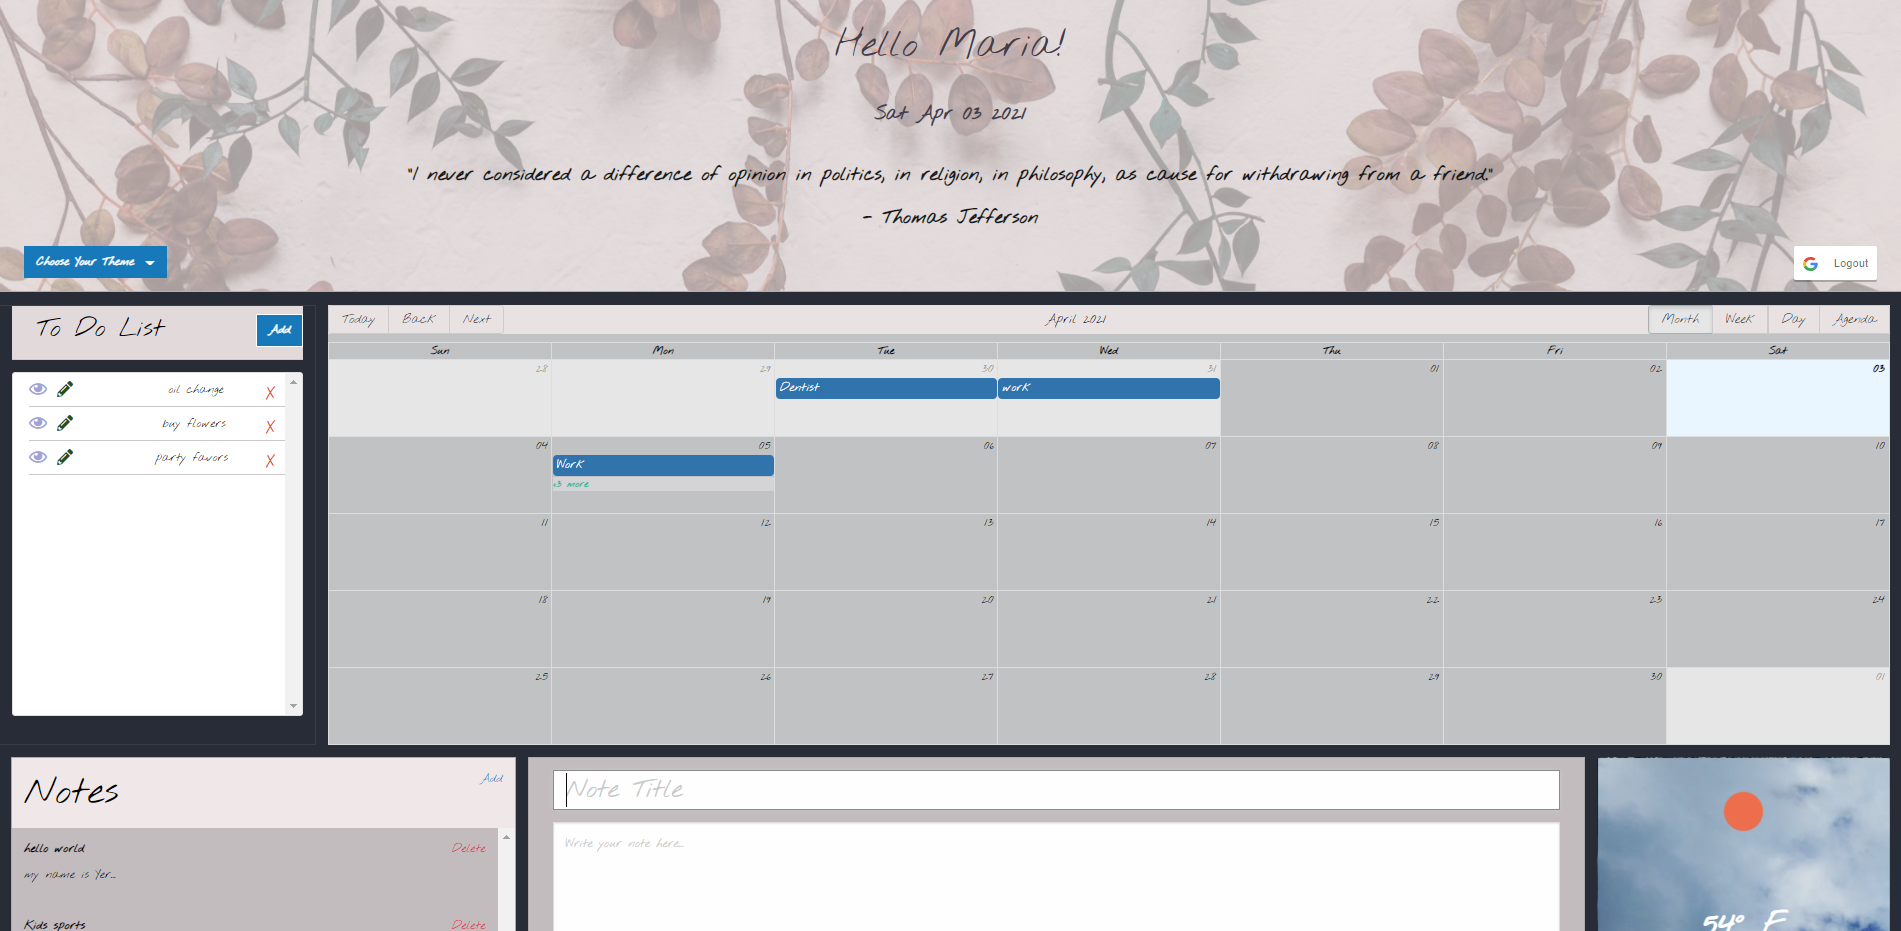 Hello Maria!
Sat Apr 03 2021
"I never considered a difference of opinion in politics, in religion, in philosophy, as cause for withdrawing from a friend."
- Thomas Jefferson
Choose Your Theme
Logout
To Do List
Add
oil change
X
buy flowers
X
party favors
X
Today Back Next
April 2021
Month Week Day Agenda
Sun Mon Tue Wed Thu Fri Sat
28 29 30 31 01 02 03
Dentist work
04 05 06 07 08 09 10
Work
+3 more
11 12 13 14 15 16 17
18 19 20 21 22 23 24
25 26 27 28 29 30 01
Notes
Add
hello world
Delete
my name is Yer...
Kids sports
Delete
Note Title
Write your note here...
54° F